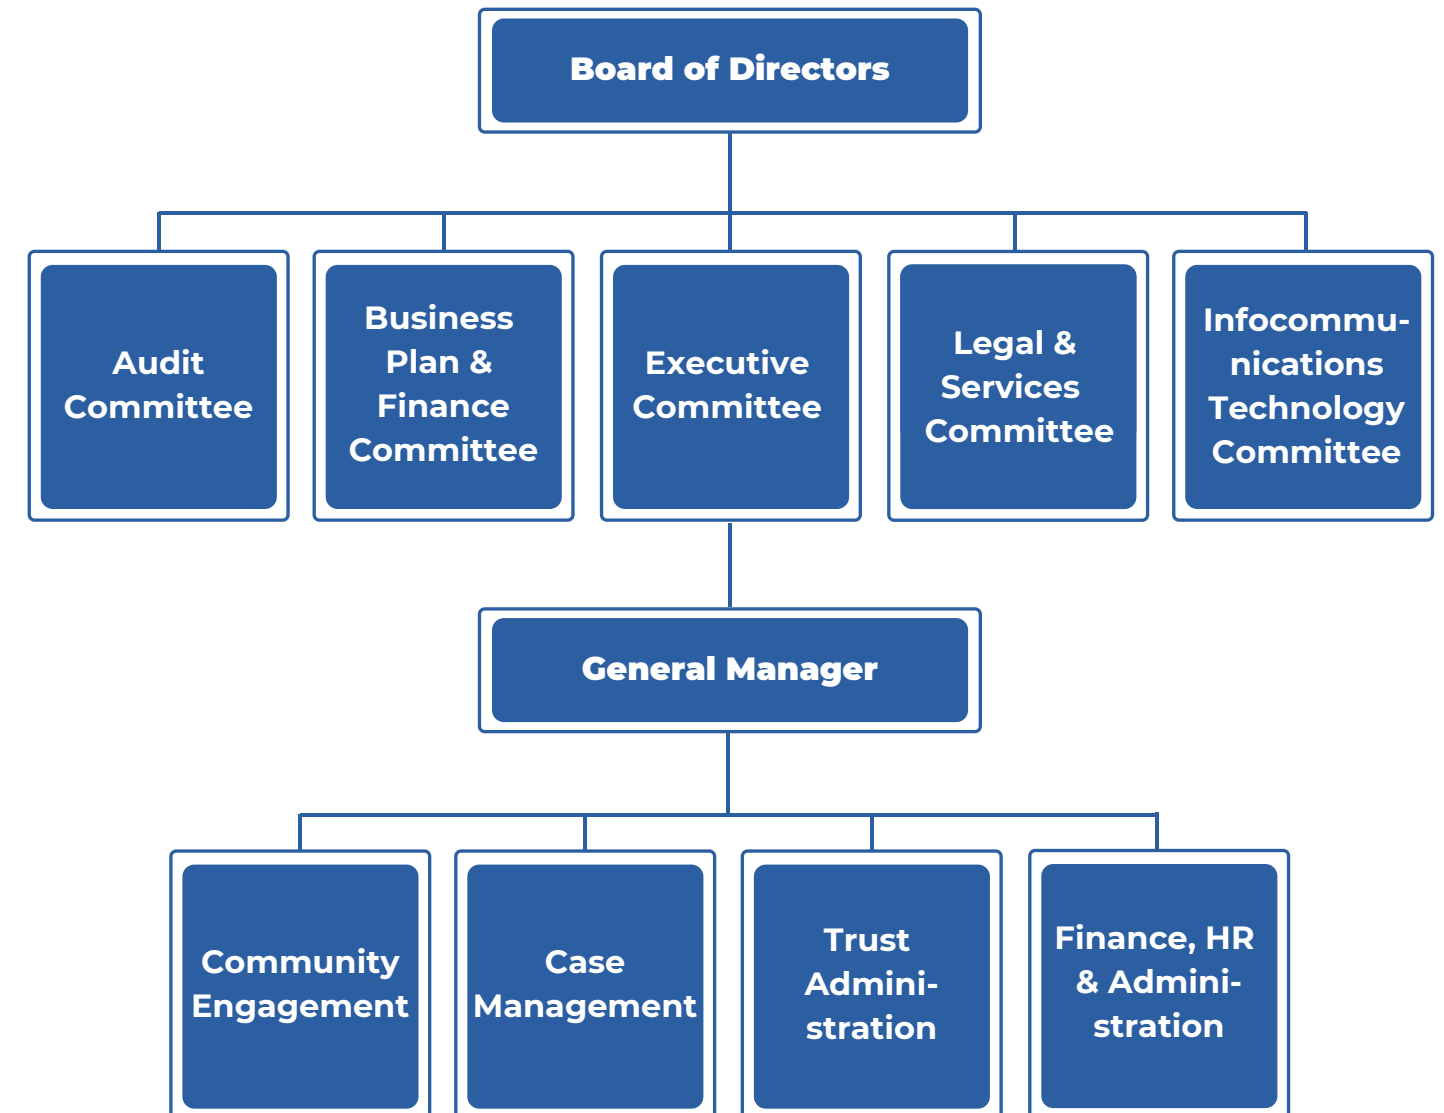 Board of Directors
Audit
Committee
Business
Plan &
Finance
Committee
Executive
Committee
Legal &
Services
Committee
Infocommu-
nications
Technology
Committee
General Manager
Community
Engagement
Case
Management
Trust
Admini-
stration
Finance, HR
& Admini-
stration